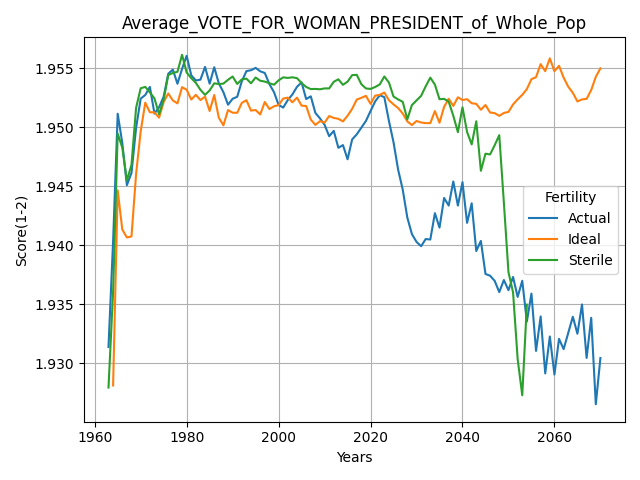 Average_VOTE_FOR_WOMAN_PRESIDENT_of_Whole_Pop
Score(1-2)
1.955
1.950
1.945
1.940
1.935
1.930
Fertility
Actual
Ideal
Sterile
1960
1980
2000
2020
2040
2060
Years